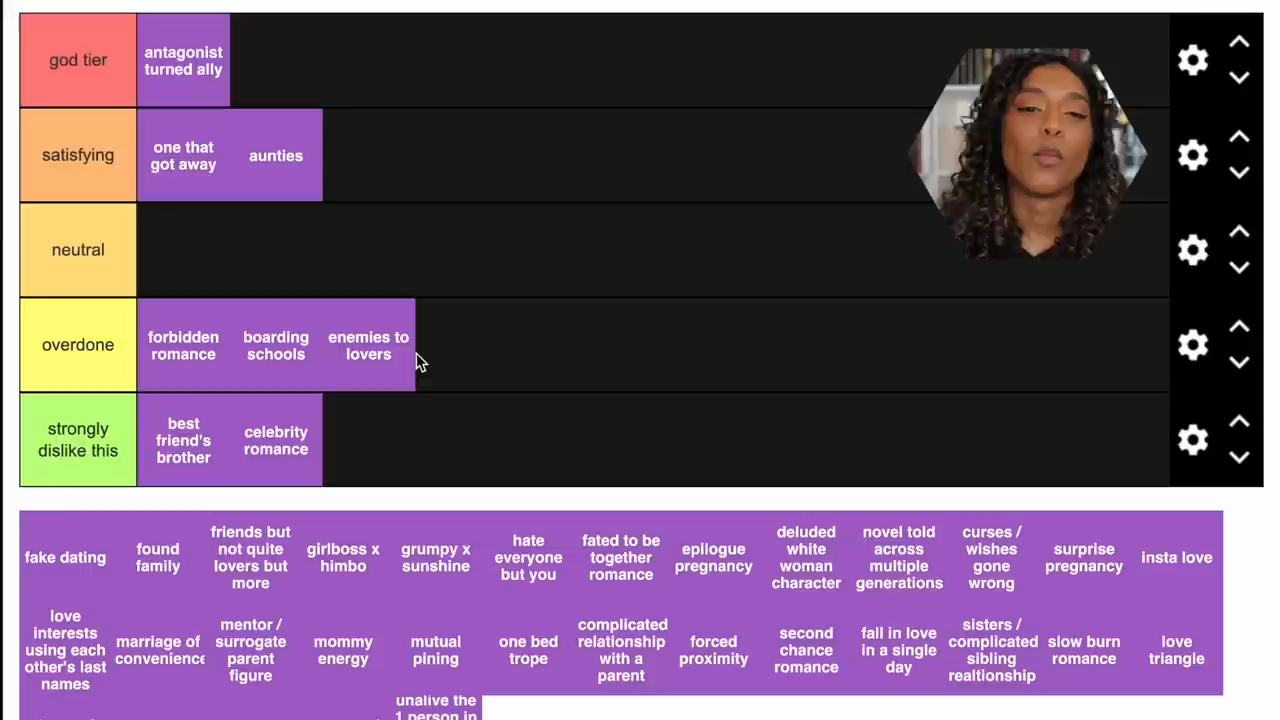 god tier
antagonist
turned ally
satisfying
one that
got away
aunties
neutral
overdone
forbidden
romance
boarding
schools
enemies to
lovers
strongly
dislike this
best
friend's
brother
celebrity
romance
fake dating
found
family
friends but
not quite
lovers but
more
girlboss x
himbo
grumpy x
sunshine
hate
everyone
but you
fated to be
together
romance
epilogue
pregnancy
deluded
white
woman
character
novel told
across
multiple
generations
curses /
wishes
gone
wrong
surprise
pregnancy
insta love
love
interests
using each
other's last
names
marriage of
convenience
mentor /
surrogate
parent
figure
mommy
energy
mutual
pining
one bed
trope
complicated
relationship
with a
parent
forced
proximity
second
chance
romance
fall in love
in a single
day
sisters /
complicated
sibling
realtionship
slow burn
romance
love
triangle
unalive the
1 person in